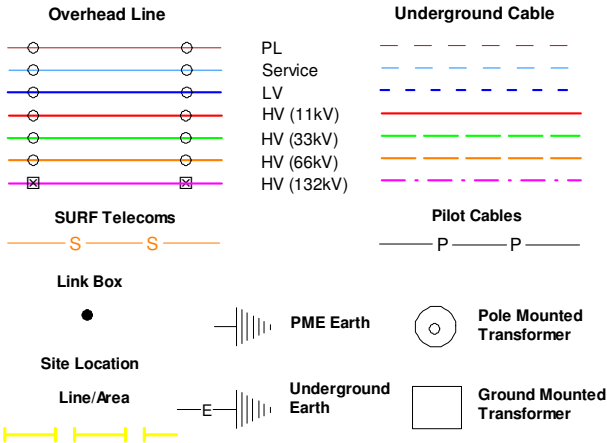 Overhead Line
Underground Cable
PL
Service
LV
HV (11kV)
HV (33kV)
HV (66kV)
HV (132kV)
SURF Telecoms
Pilot Cables
S S
P P
Link Box
PME Earth
Pole Mounted
Transformer
Site Location
Line/Area
E
Underground
Earth
Ground Mounted
Transformer